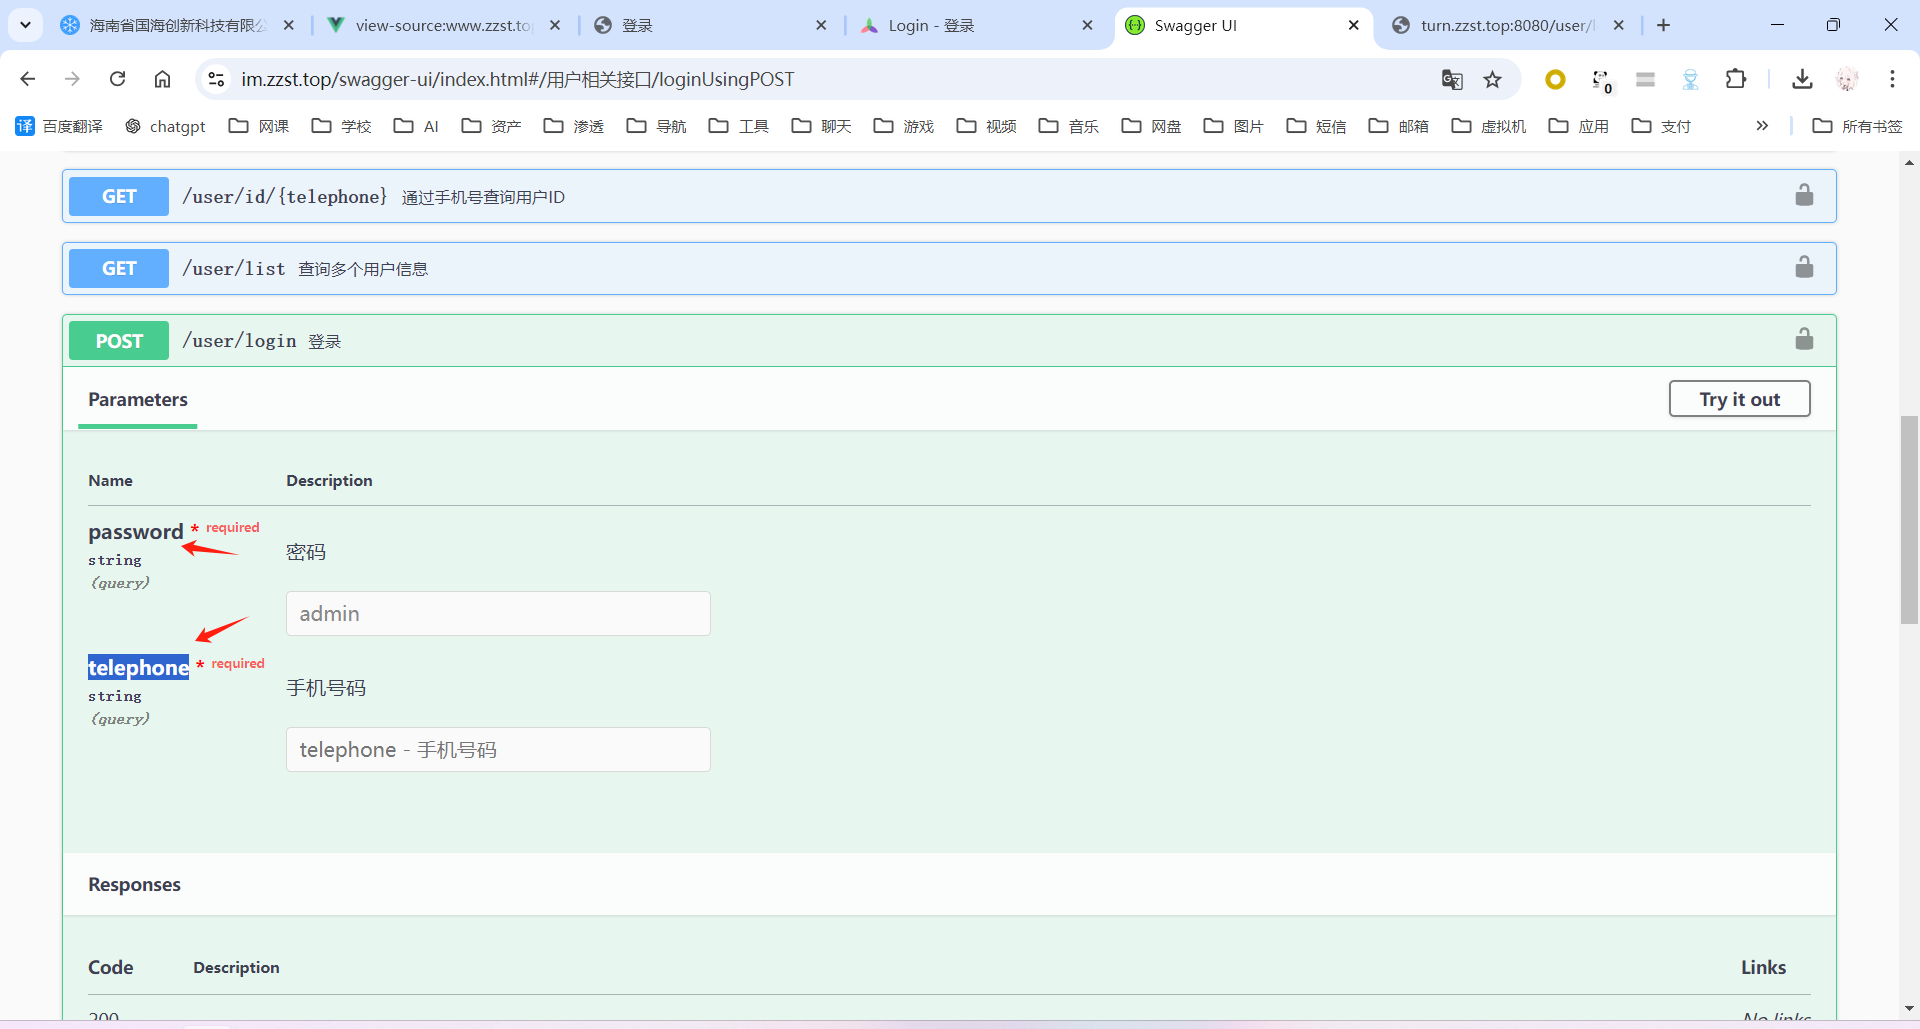 海南省国海创新科技有限公
view-source:www.zzst.to
登录
Login - 登录
Swagger UI
turn.zzst.top:8080/user/l
im.zzst.top/swagger-ui/index.html#/用户相关接口/loginUsingPOST
0
译 百度翻译
chatgpt
网课
学校
AI
资产
渗透
导航
工具
聊天
游戏
视频
音乐
网盘
图片
短信
邮箱
虚拟机
应用
支付
所有书签
GET /user/id/{telephone} 通过手机号查询用户ID
GET /user/list 查询多个用户信息
POST /user/login 登录
Parameters
Try it out
Name Description
password * required
string
(query)
密码
admin
telephone * required
string
(query)
手机号码
telephone - 手机号码
Responses
Code Description Links
200 No links